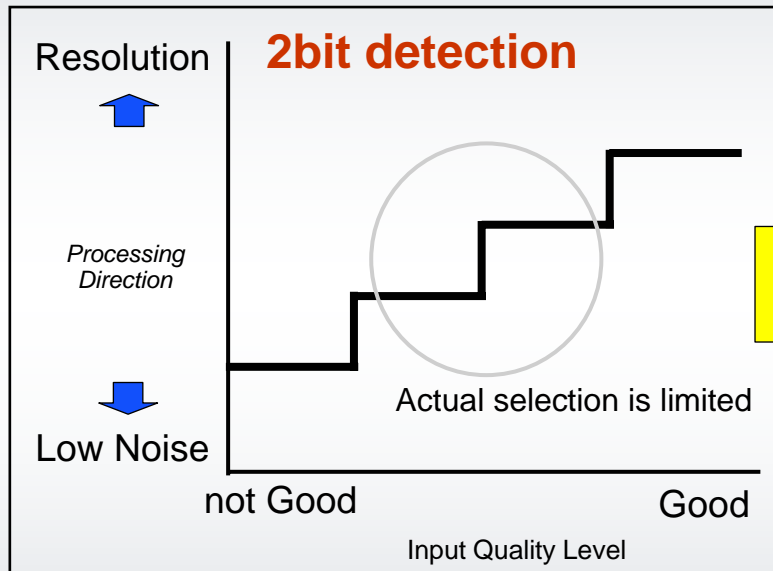 Resolution
2bit detection
Processing
Direction
Actual selection is limited
Low Noise
not Good
Good
Input Quality Level